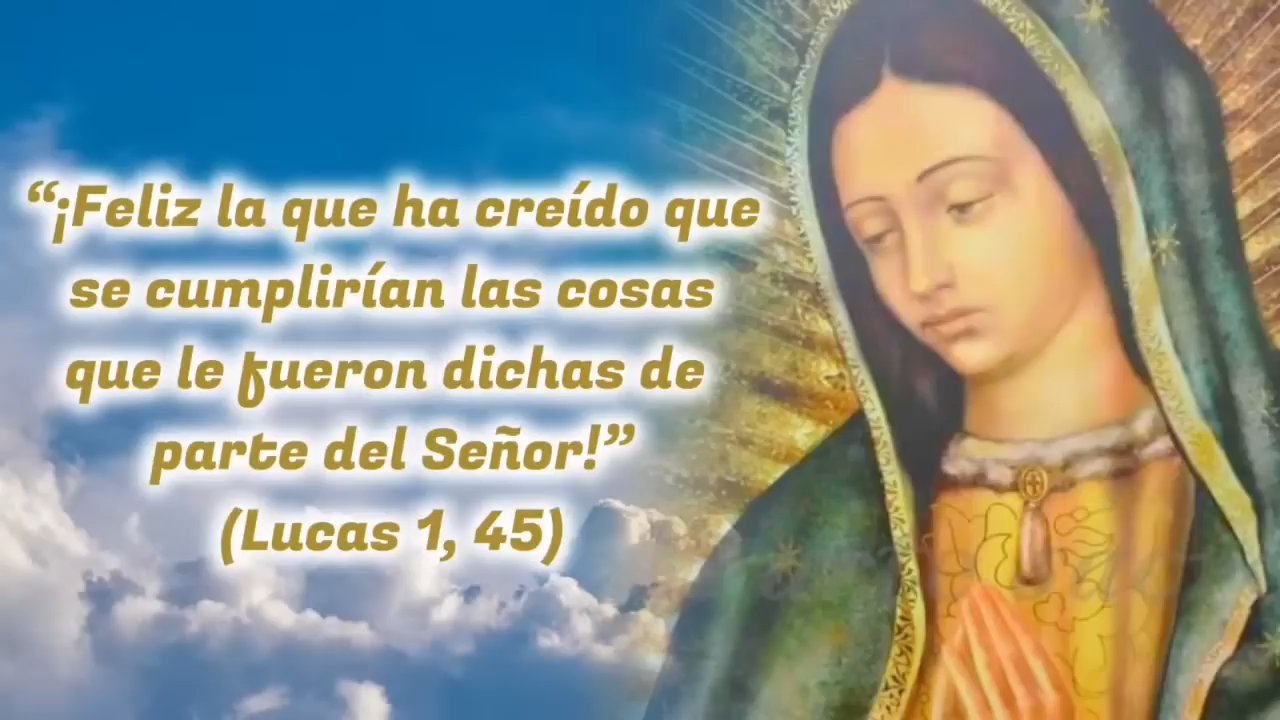 “¡Feliz la que ha creído que
se cumplirían las cosas
que le fueron dichas de
parte del Señor!”
(Lucas 1, 45)